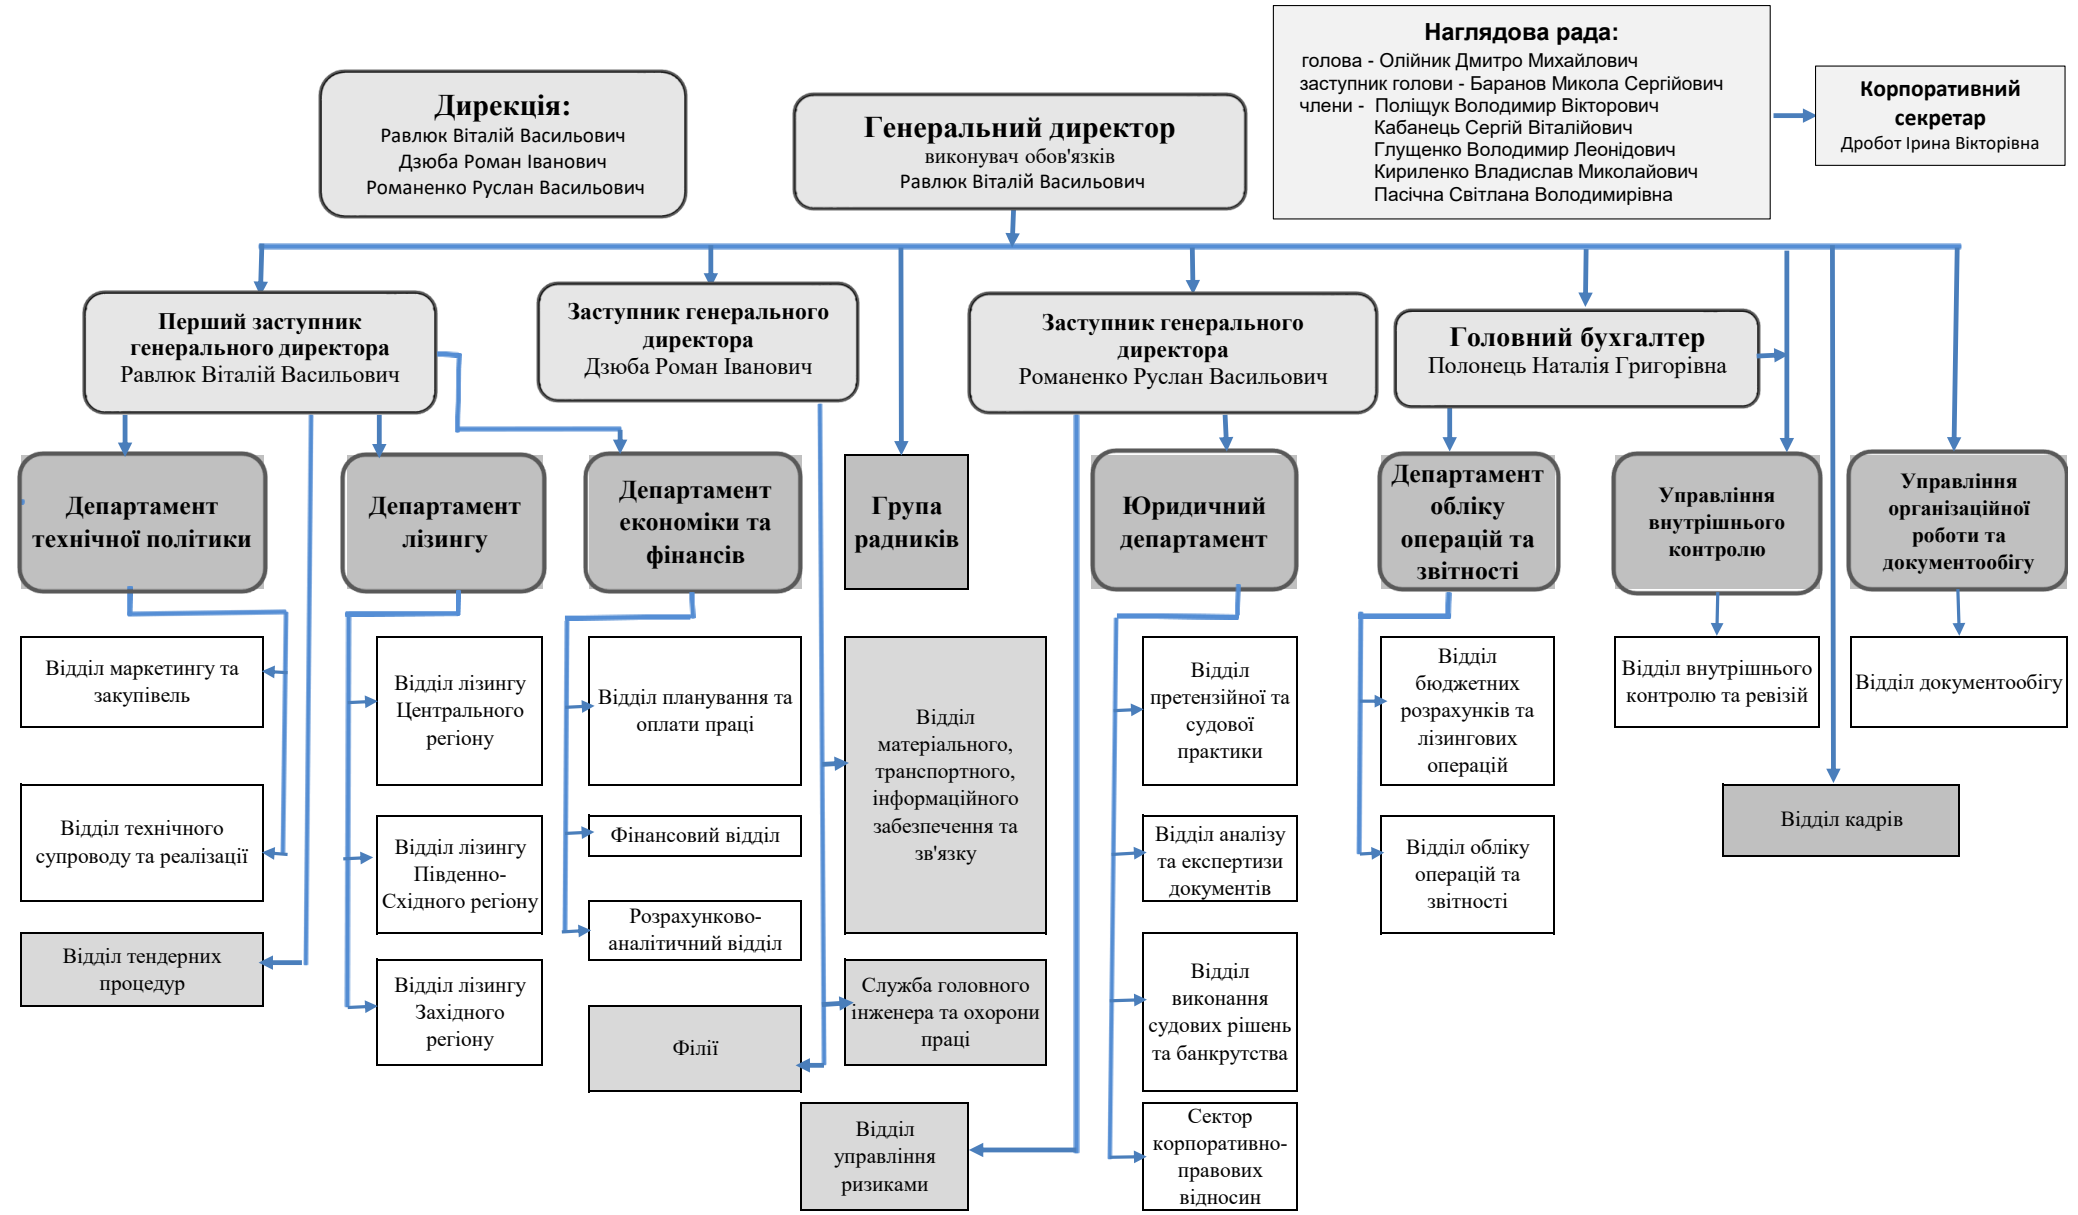 Наглядова рада:
голова - Олійник Дмитро Михайлович
заступник голови - Баранов Микола Сергійович
члени - Поліщук Володимир Вікторович
Кабанець Сергій Віталійович
Глущенко Володимир Леонідович
Кириленко Владислав Миколайович
Пасічна Світлана Володимирівна
Корпоративний
секретар
Дробот Ірина Вікторівна
Дирекція:
Равлюк Віталій Васильович
Дзюба Роман Іванович
Романенко Руслан Васильович
Генеральний директор
виконувач обов'язків
Равлюк Віталій Васильович
Перший заступник
генерального директора
Равлюк Віталій Васильович
Заступник генерального
директора
Дзюба Роман Іванович
Заступник генерального
директора
Романенко Руслан Васильович
Головний бухгалтер
Полонець Наталія Григорівна
Департамент
технічної політики
Департамент
лізингу
Департамент
економіки та
фінансів
Група
радників
Юридичний
департамент
Департамент
обліку
операцій та
звітності
Управління
внутрішнього
контролю
Управління
організаційної
роботи та
документообігу
Відділ маркетингу та
закупівель
Відділ технічного
супроводу та реалізації
Відділ тендерних
процедур
Відділ лізингу
Центрального
регіону
Відділ лізингу
Південно-
Східного регіону
Відділ лізингу
Західного
регіону
Відділ планування та
оплати праці
Фінансовий відділ
Розрахунково-
аналітичний відділ
Філії
Відділ
матеріального,
транспортного,
інформаційного
забезпечення та
зв'язку
Служба головного
інженера та охорони
праці
Відділ
управління
ризиками
Відділ
претензійної та
судової
практики
Відділ аналізу
та експертизи
документів
Відділ
виконання
судових рішень
та банкрутства
Сектор
корпоративно-
правових
відносин
Відділ
бюджетних
розрахунків та
лізингових
операцій
Відділ обліку
операцій та
звітності
Відділ внутрішнього
контролю та ревізій
Відділ документообігу
Відділ кадрів